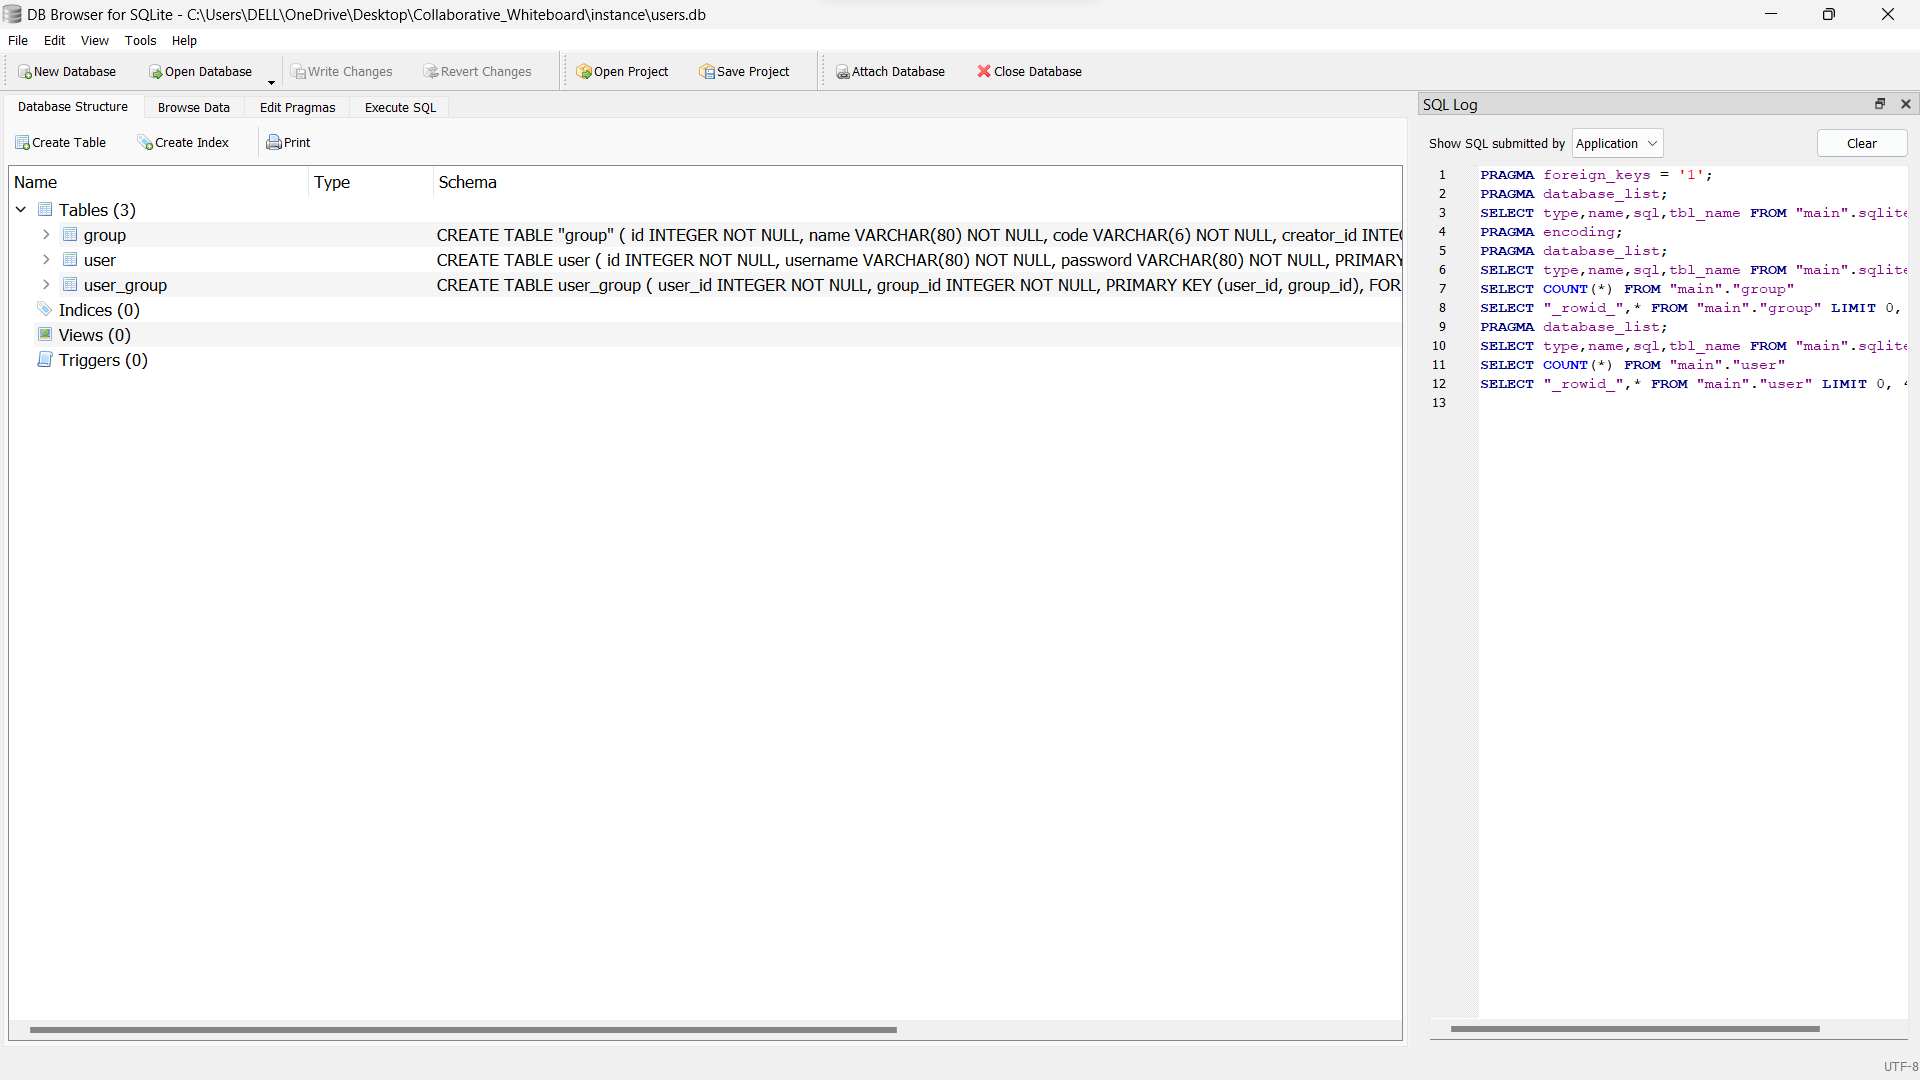 DB Browser for SQLite - C:\Users\DELL\OneDrive\Desktop\Collaborative_Whiteboard\instance\users.db
File Edit View Tools Help
New Database Open Database Write Changes Revert Changes Open Project Save Project Attach Database Close Database
Database Structure Browse Data Edit Pragmas Execute SQL
Create Table Create Index Print
Name Type Schema
Tables (3)
group CREATE TABLE "group" ( id INTEGER NOT NULL, name VARCHAR(80) NOT NULL, code VARCHAR(6) NOT NULL, creator_id INTE
user CREATE TABLE user ( id INTEGER NOT NULL, username VARCHAR(80) NOT NULL, password VARCHAR(80) NOT NULL, PRIMARY
user_group CREATE TABLE user_group ( user_id INTEGER NOT NULL, group_id INTEGER NOT NULL, PRIMARY KEY (user_id, group_id), FOR
Indices (0)
Views (0)
Triggers (0)
SQL Log
Show SQL submitted by Application Clear
1 PRAGMA foreign_keys = '1';
2 PRAGMA database_list;
3 SELECT type,name,sql,tbl_name FROM "main".sqlite
4 PRAGMA encoding;
5 PRAGMA database_list;
6 SELECT type,name,sql,tbl_name FROM "main".sqlite
7 SELECT COUNT(*) FROM "main"."group"
8 SELECT "_rowid_",* FROM "main"."group" LIMIT 0,
9 PRAGMA database_list;
10 SELECT type,name,sql,tbl_name FROM "main".sqlite
11 SELECT COUNT(*) FROM "main"."user"
12 SELECT "_rowid_",* FROM "main"."user" LIMIT 0,
13
UTF-8